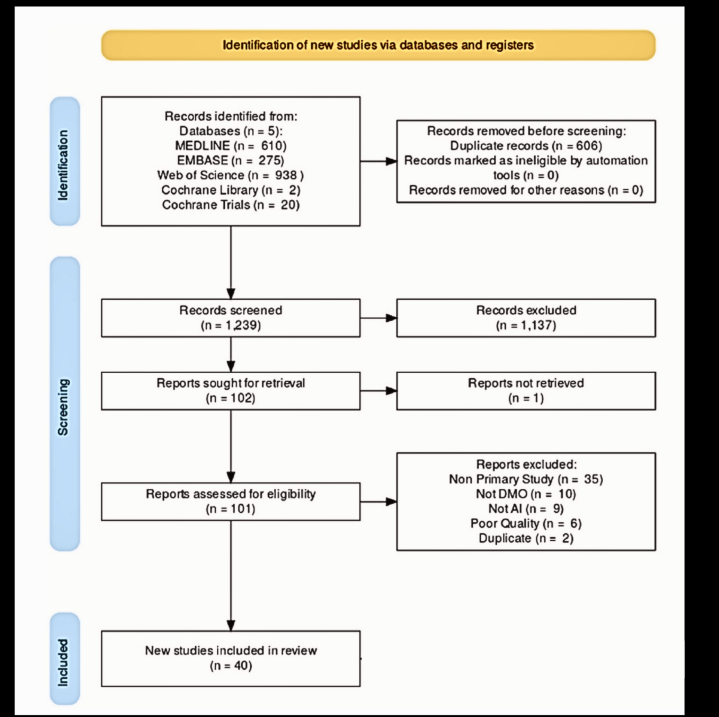 Identification of new studies via databases and registers
Identification
Records identified from:
Databases (n = 5):
MEDLINE (n = 610)
EMBASE (n = 275)
Web of Science (n = 938 )
Cochrane Library (n = 2)
Cochrane Trials (n = 20)
Records removed before screening:
Duplicate records (n = 606)
Records marked as ineligible by automation
tools (n = 0)
Records removed for other reasons (n = 0)
Screening
Records screened
(n = 1,239)
Records excluded
(n = 1,137)
Reports sought for retrieval
(n = 102)
Reports not retrieved
(n = 1)
Reports assessed for eligibility
(n = 101)
Reports excluded:
Non Primary Study (n = 35)
Not DMO (n = 10)
Not AI (n = 9)
Poor Quality (n = 6)
Duplicate (n = 2)
Included
New studies included in review
(n = 40)